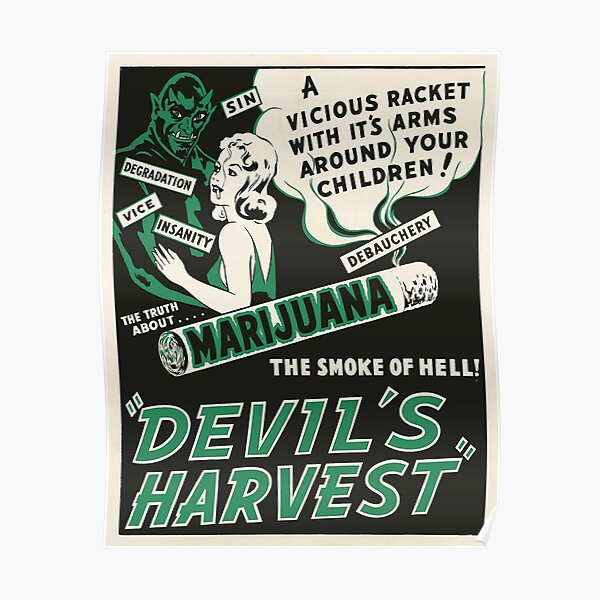 A
VICIOUS RACKET
WITH IT'S ARMS
AROUND YOUR
CHILDREN!
SIN
DEGRADATION
VICE
INSANITY
DEBAUCHERY
THE TRUTH
ABOUT....
MARIJUANA
THE SMOKE OF HELL!
"DEVIL'S
HARVEST"